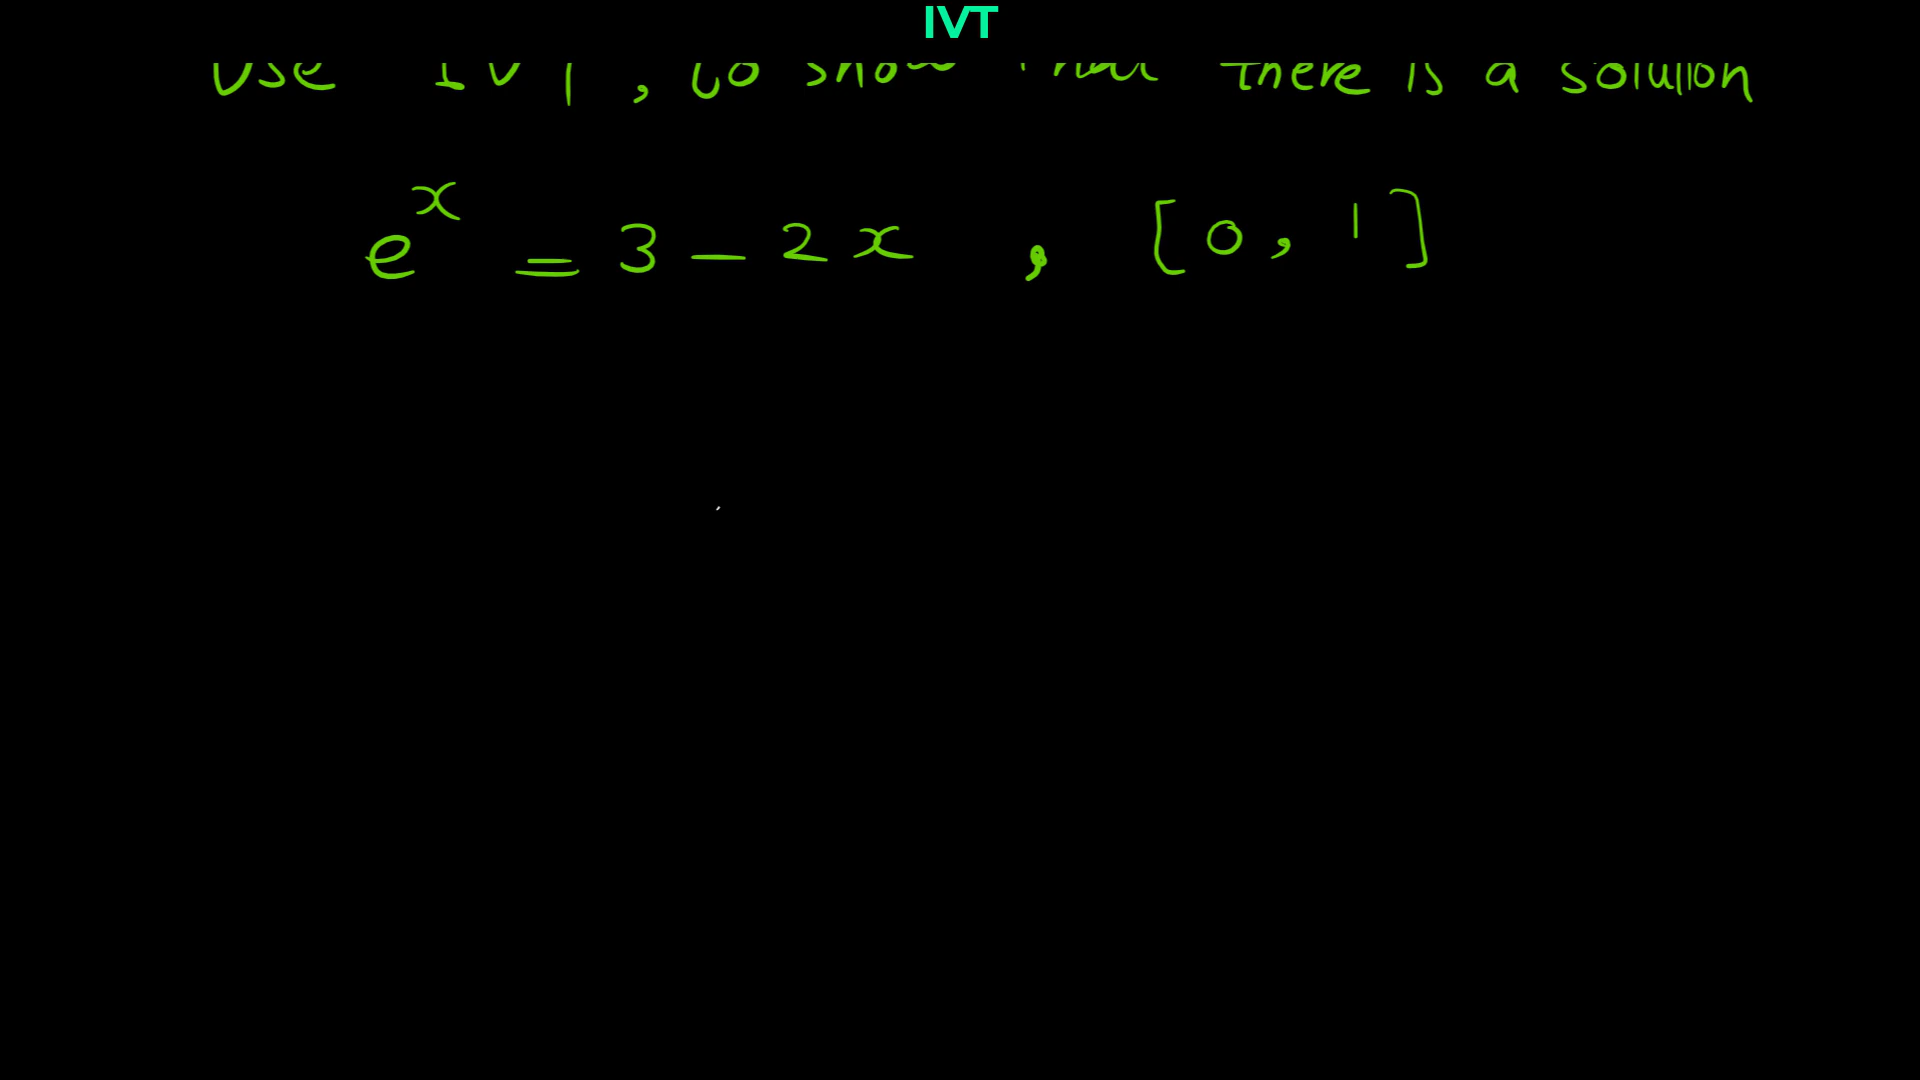 IVT
Use IVT, to show that there is a solution
e^x = 3 - 2x , [0, 1]